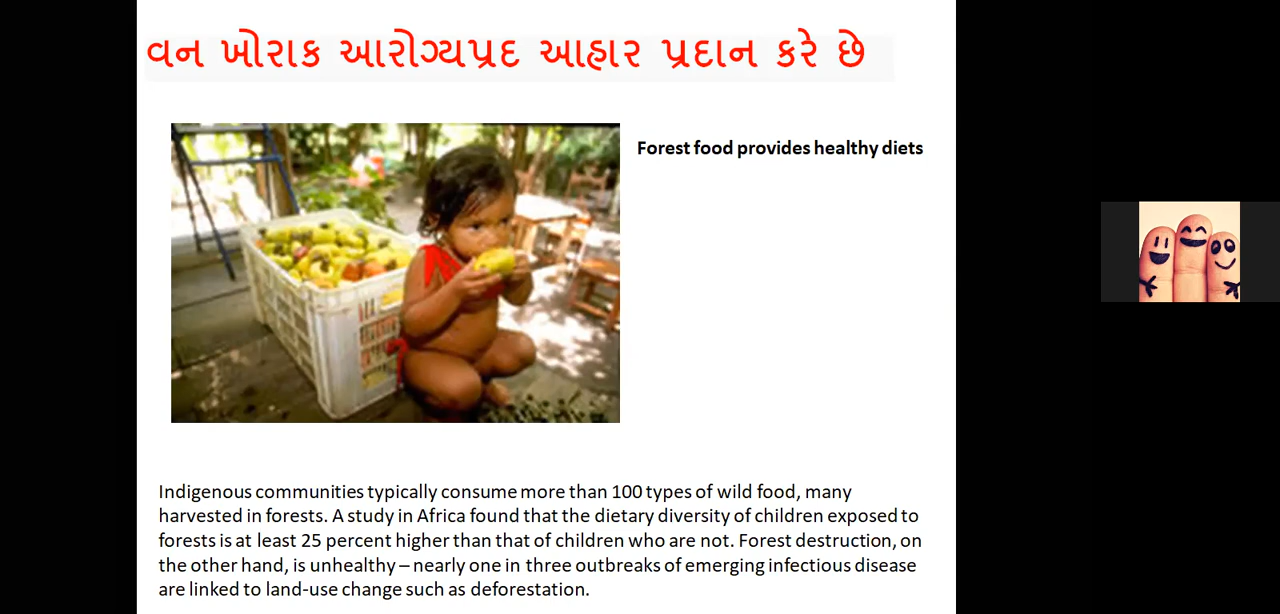 વન ખોરાક આરોગ્યપ્રદ આહાર પ્રદાન કરે છે
Forest food provides healthy diets
Indigenous communities typically consume more than 100 types of wild food, many
harvested in forests. A study in Africa found that the dietary diversity of children exposed to
forests is at least 25 percent higher than that of children who are not. Forest destruction, on
the other hand, is unhealthy – nearly one in three outbreaks of emerging infectious disease
are linked to land-use change such as deforestation.